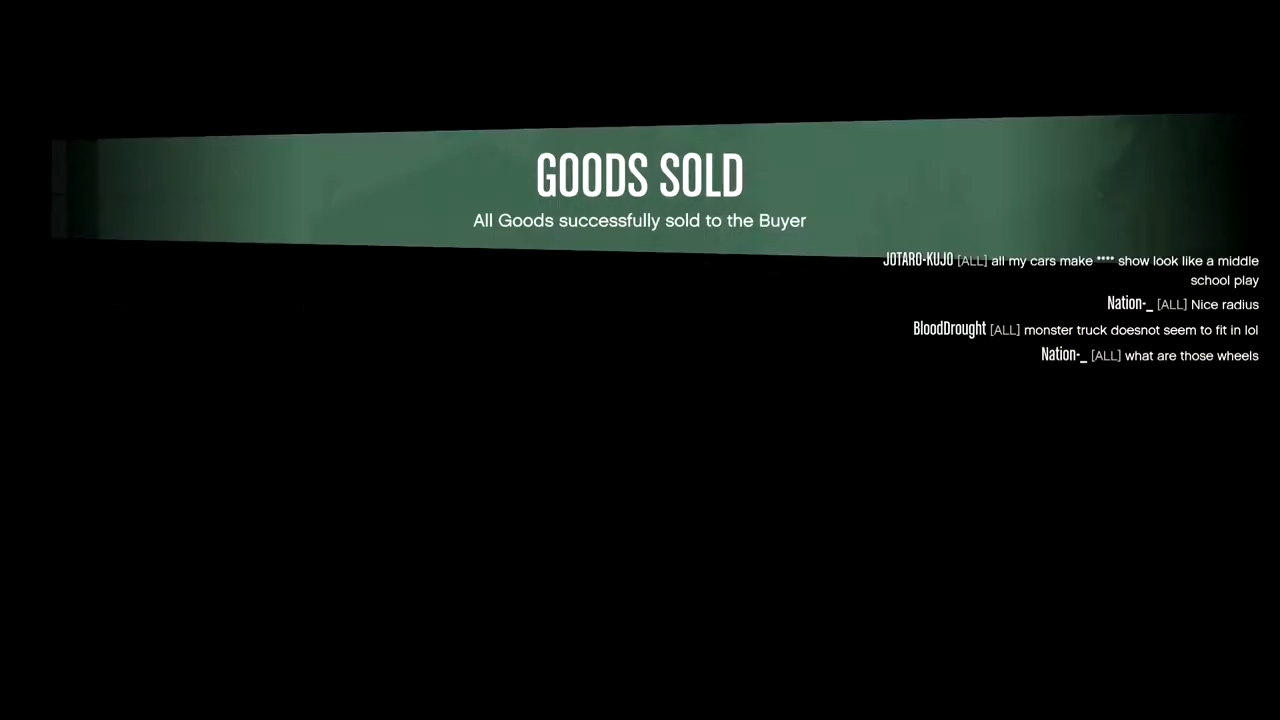 GOODS SOLD
All Goods successfully sold to the Buyer
JOTARO-KUJO [ALL] all my cars make **** show look like a middle
school play
Nation-_ [ALL] Nice radius
BloodDrought [ALL] monster truck doesnot seem to fit in lol
Nation-_ [ALL] what are those wheels